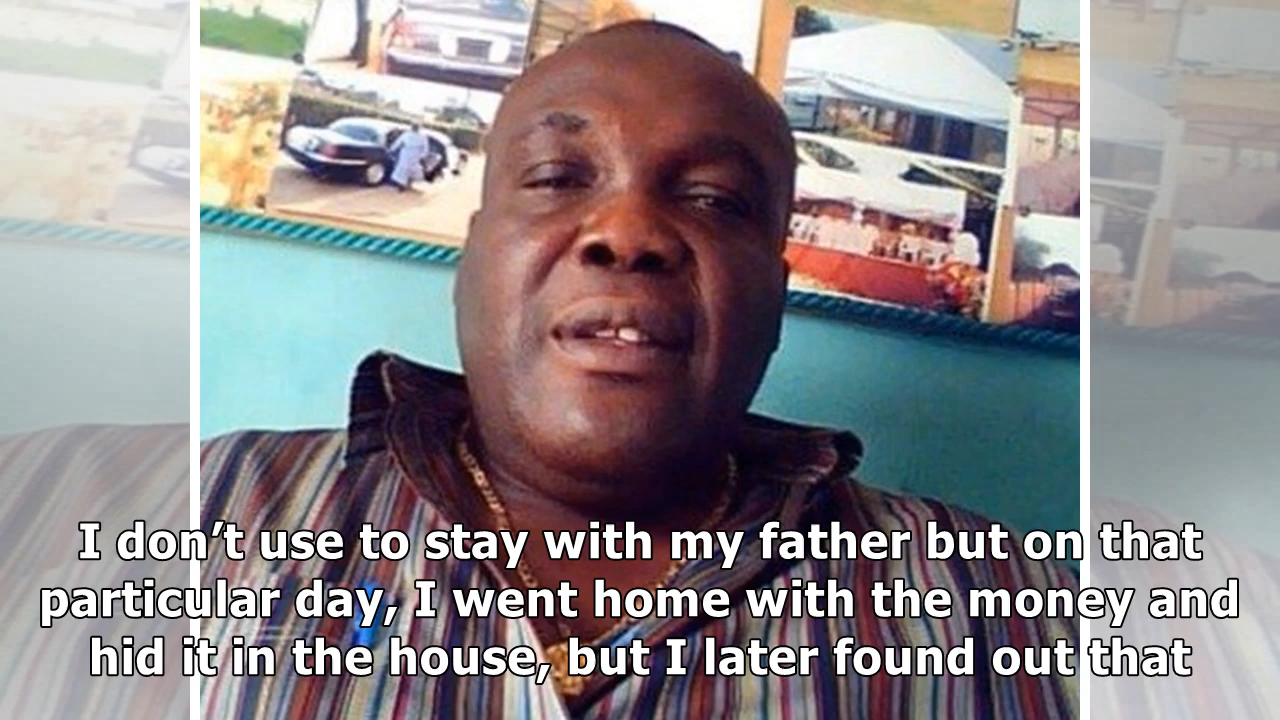 I don’t use to stay with my father but on that
particular day, I went home with the money and
hid it in the house, but I later found out that